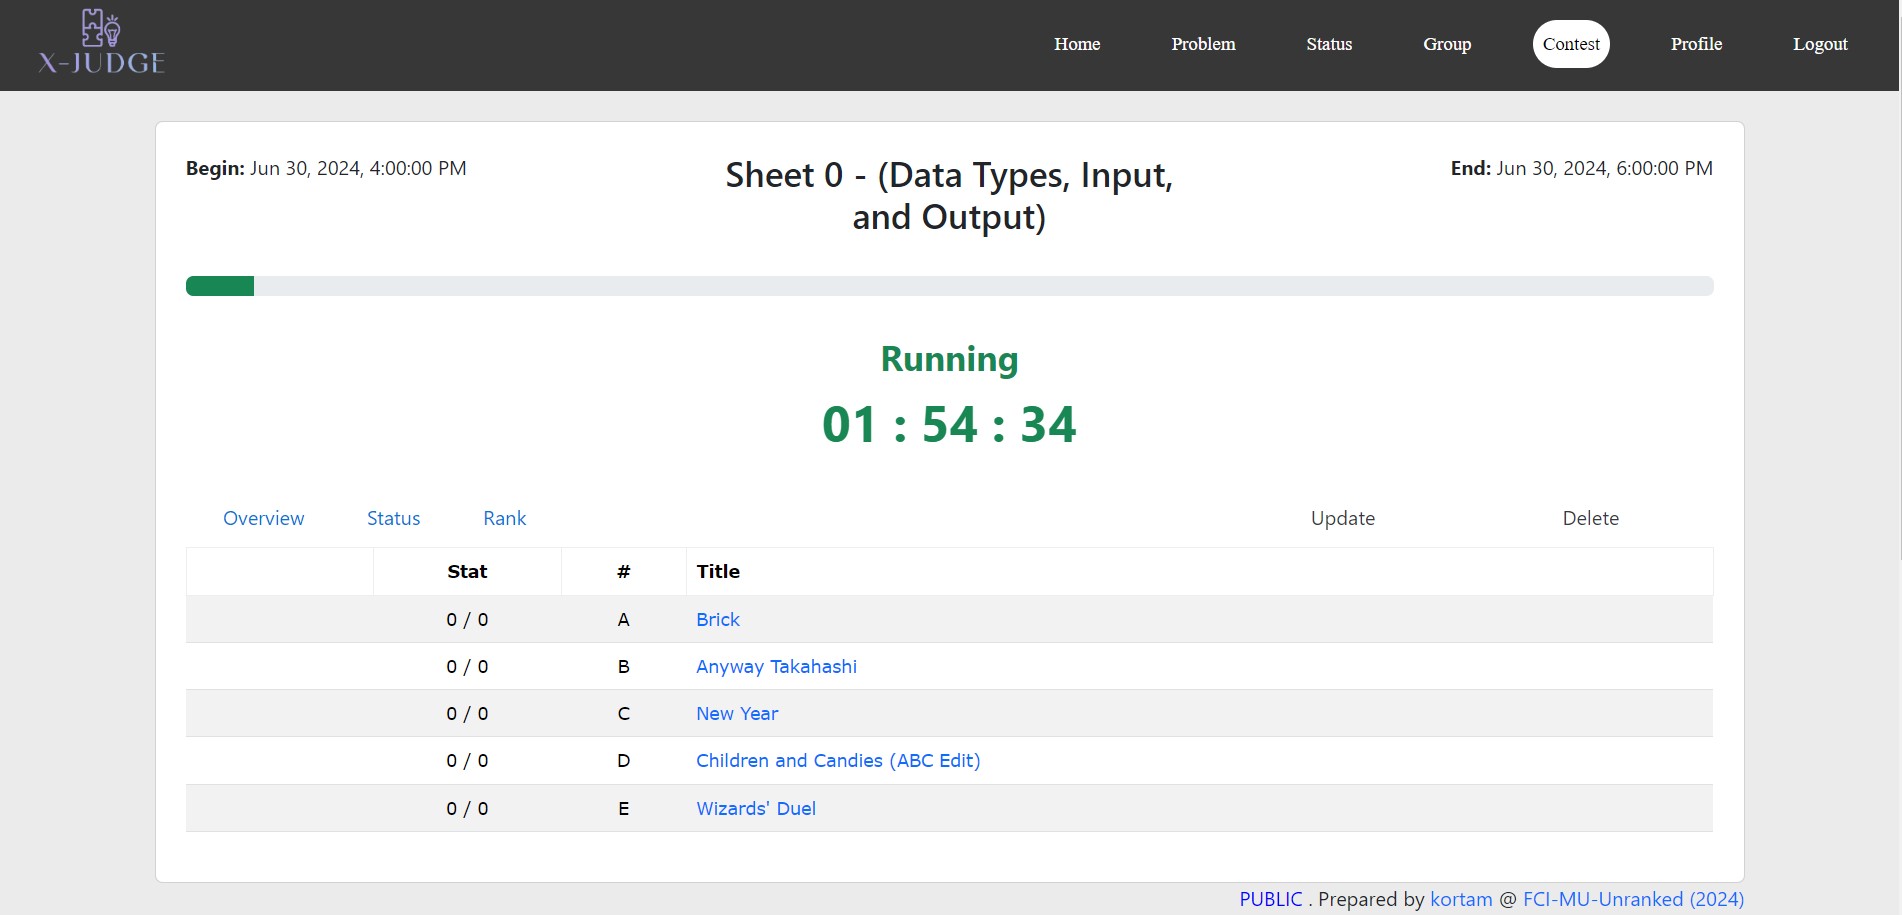 X-JUDGE
Home Problem Status Group Contest Profile Logout
Begin: Jun 30, 2024, 4:00:00 PM
Sheet 0 - (Data Types, Input,
and Output)
End: Jun 30, 2024, 6:00:00 PM
Running
01 : 54 : 34
Overview Status Rank Update Delete
Stat # Title
0 / 0 A Brick
0 / 0 B Anyway Takahashi
0 / 0 C New Year
0 / 0 D Children and Candies (ABC Edit)
0 / 0 E Wizards' Duel
PUBLIC . Prepared by kortam @ FCI-MU-Unranked (2024)